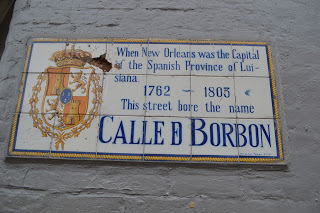 When New Orleans was the Capital
of the Spanish Province of Lui-
siana.
1762 ~ 1803
This street bore the name
CALLE D BORBON